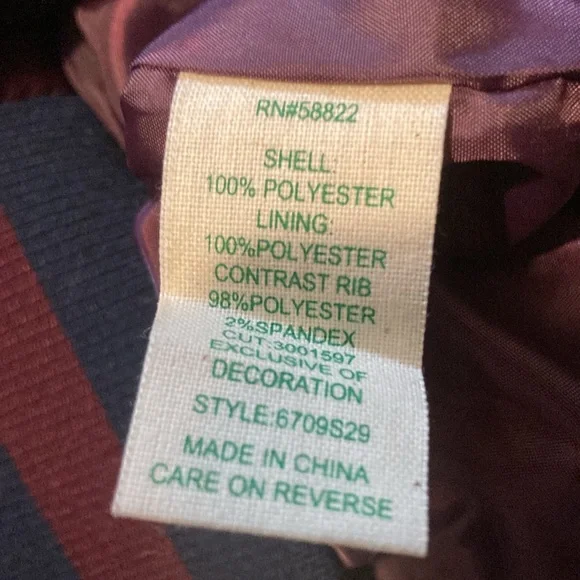 RN#58822
SHELL:
100% POLYESTER
LINING:
100%POLYESTER
CONTRAST RIB
98%POLYESTER
2%SPANDEX
CUT:3001597
EXCLUSIVE OF
DECORATION
STYLE:6709S29
MADE IN CHINA
CARE ON REVERSE